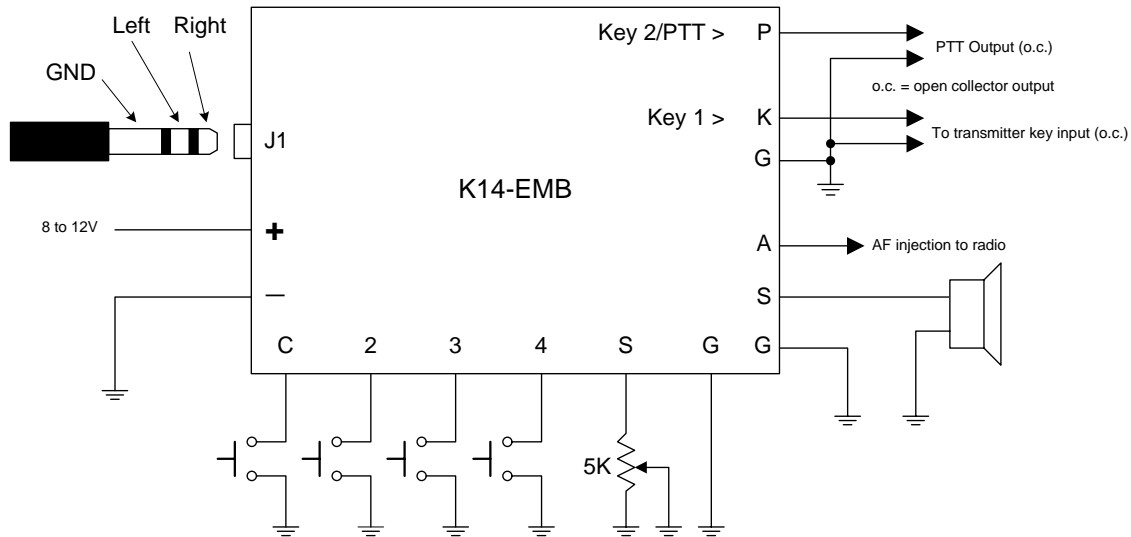 Left Right
GND
J1
8 to 12V
+
–
K14-EMB
Key 2/PTT > P
PTT Output (o.c.)
o.c. = open collector output
Key 1 > K
To transmitter key input (o.c.)
G
A
AF injection to radio
S
G
C 2 3 4 S G
5K